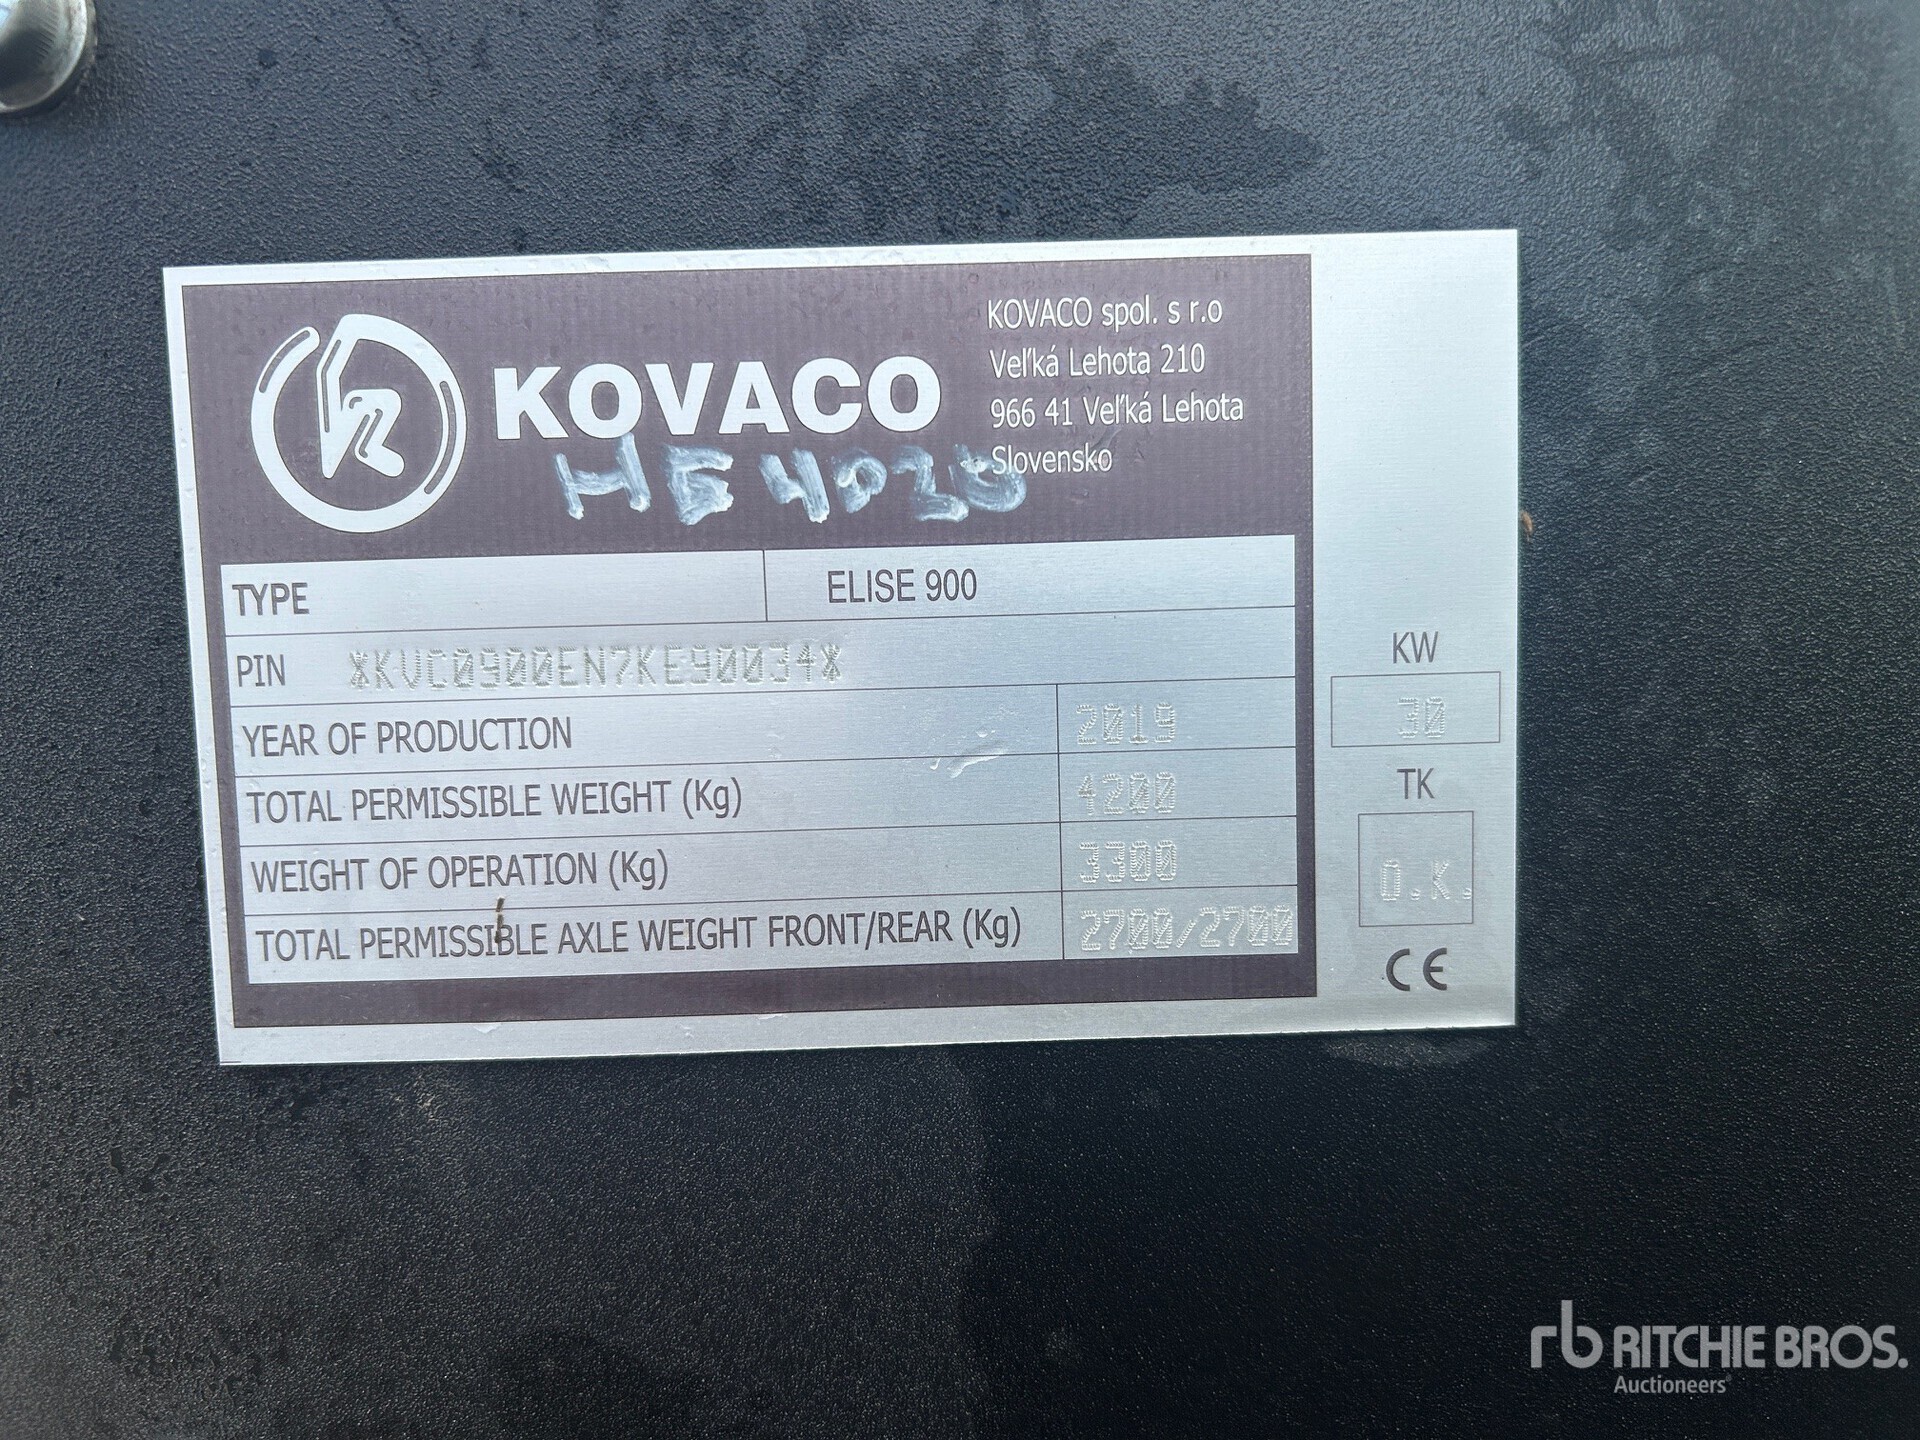 KOVACO
KOVACO spol. s r.o
Veľká Lehota 210
966 41 Veľká Lehota
Slovensko
TYPE ELISE 900
PIN *KVC0900EN7KE90034*
YEAR OF PRODUCTION 2019
TOTAL PERMISSIBLE WEIGHT (Kg) 4200
WEIGHT OF OPERATION (Kg) 3300
TOTAL PERMISSIBLE AXLE WEIGHT FRONT/REAR (Kg) 2700/2700
KW
30
TK
O.K.
CE
rb RITCHIE BROS.
Auctioneers